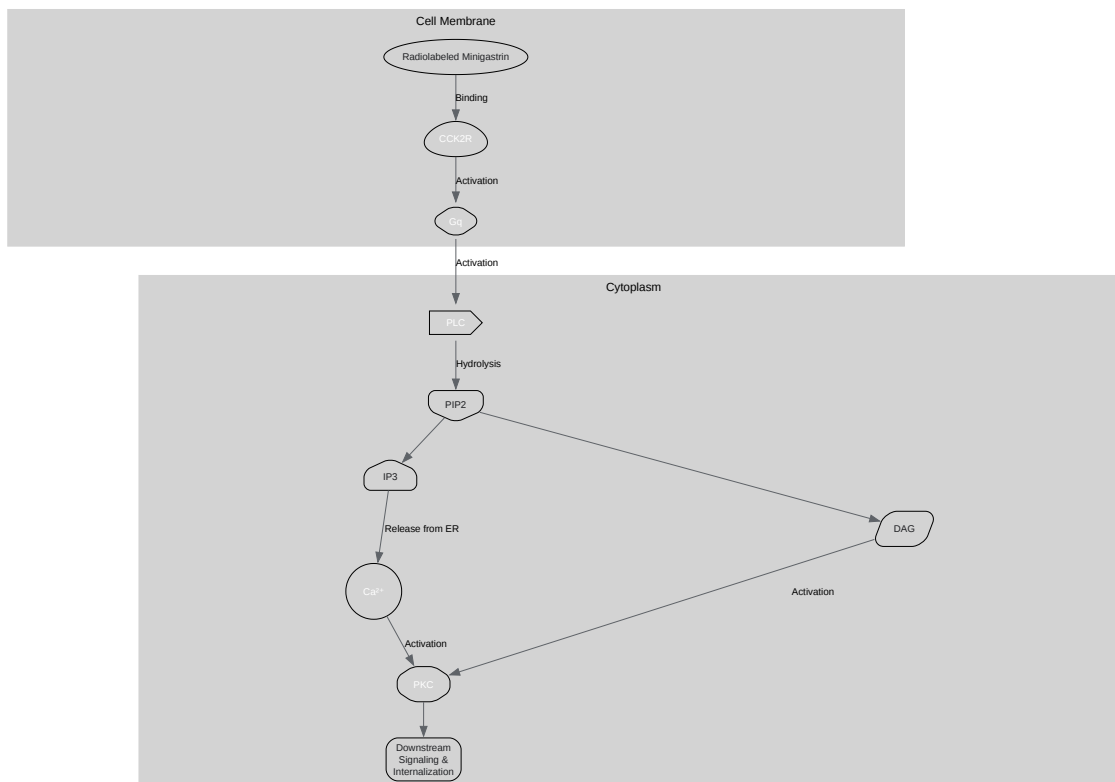 Cell Membrane
Radiolabeled Minigastrin
Binding
CCK2R
Activation
Gq
Activation
Cytoplasm
PLC
Hydrolysis
PIP2
IP3
Release from ER
DAG
Ca²⁺
Activation
Activation
PKC
Downstream
Signaling &
Internalization